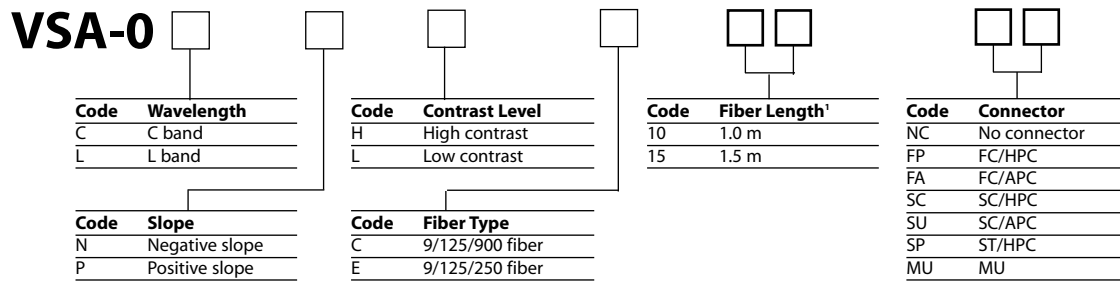 VSA-0
Code Wavelength
C C band
L L band
Code Slope
N Negative slope
P Positive slope
Code Contrast Level
H High contrast
L Low contrast
Code Fiber Type
C 9/125/900 fiber
E 9/125/250 fiber
Code Fiber Length¹
10 1.0 m
15 1.5 m
Code Connector
NC No connector
FP FC/HPC
FA FC/APC
SC SC/HPC
SU SC/APC
SP ST/HPC
MU MU